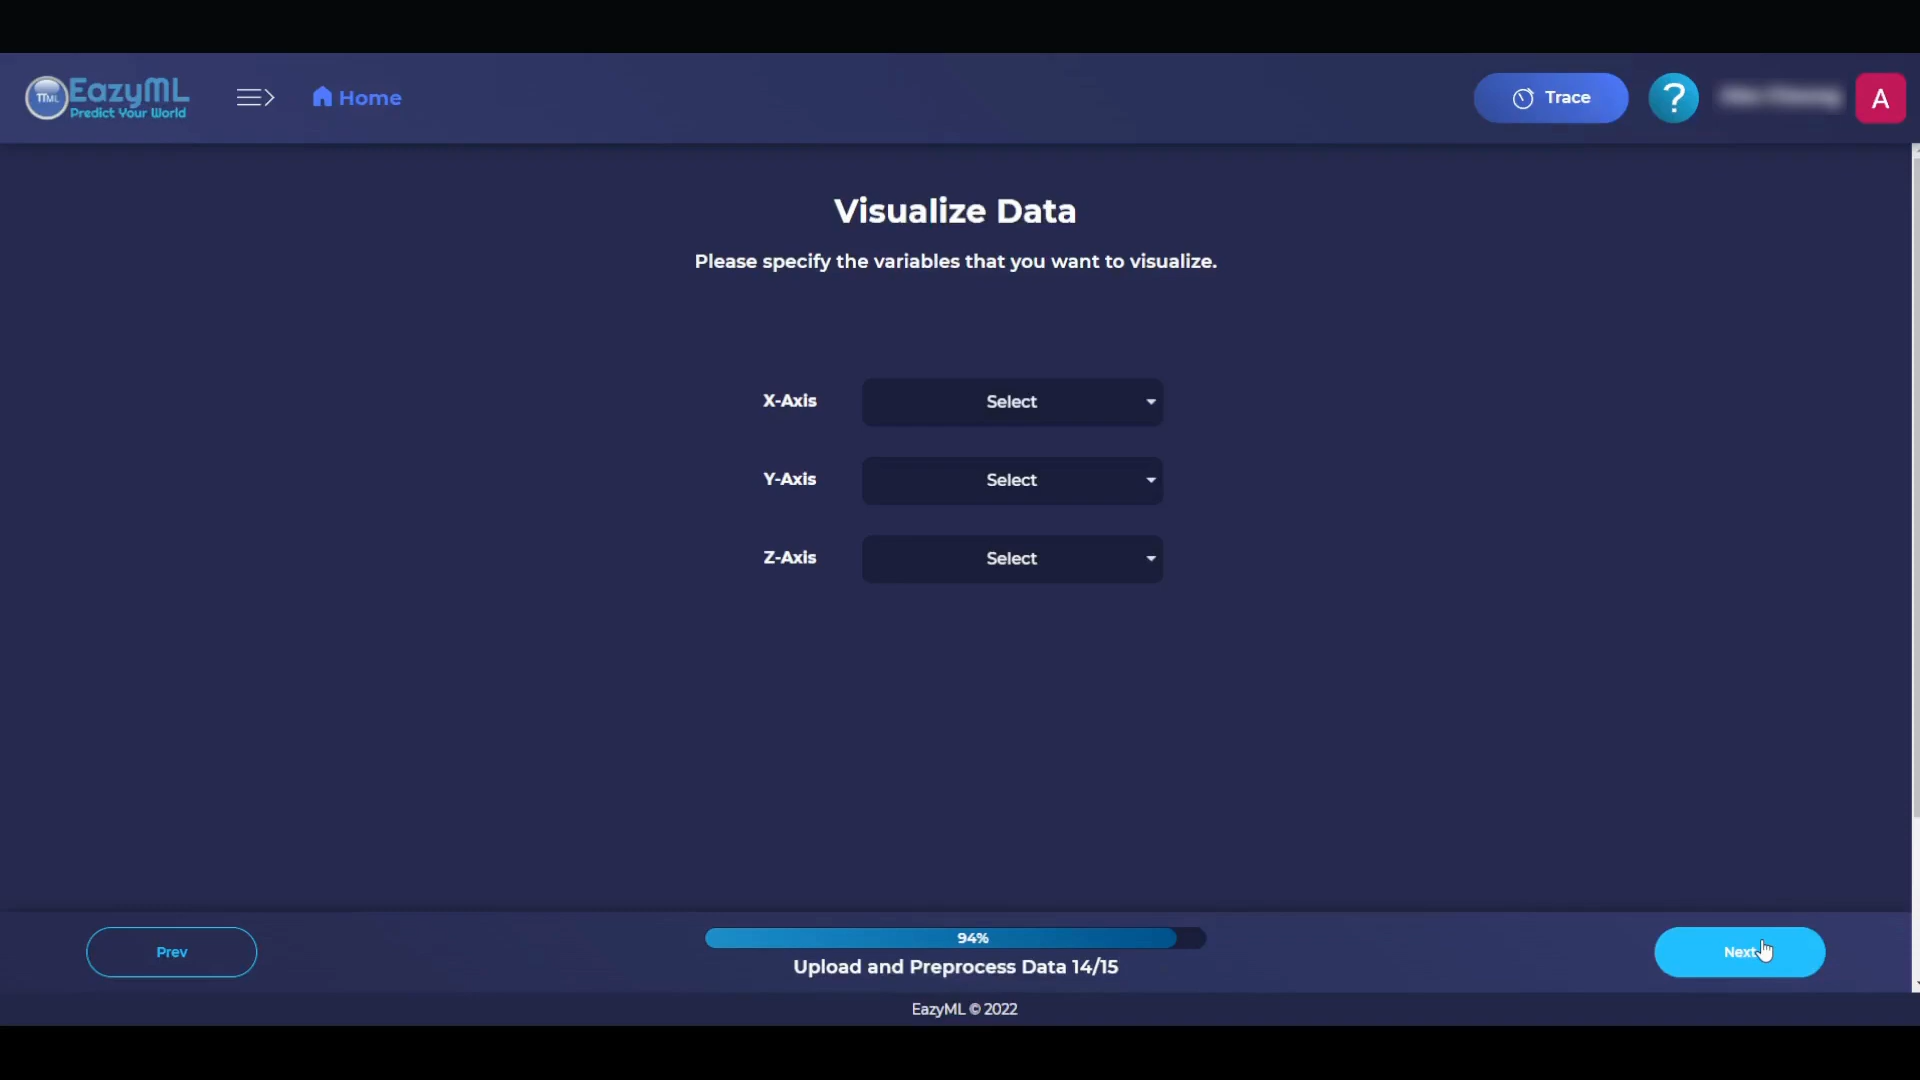 TTML
EazyML
Predict Your World
Home
Trace
?
A
Visualize Data
Please specify the variables that you want to visualize.
X-Axis Select
Y-Axis Select
Z-Axis Select
Prev
94%
Upload and Preprocess Data 14/15
Next
EazyML © 2022